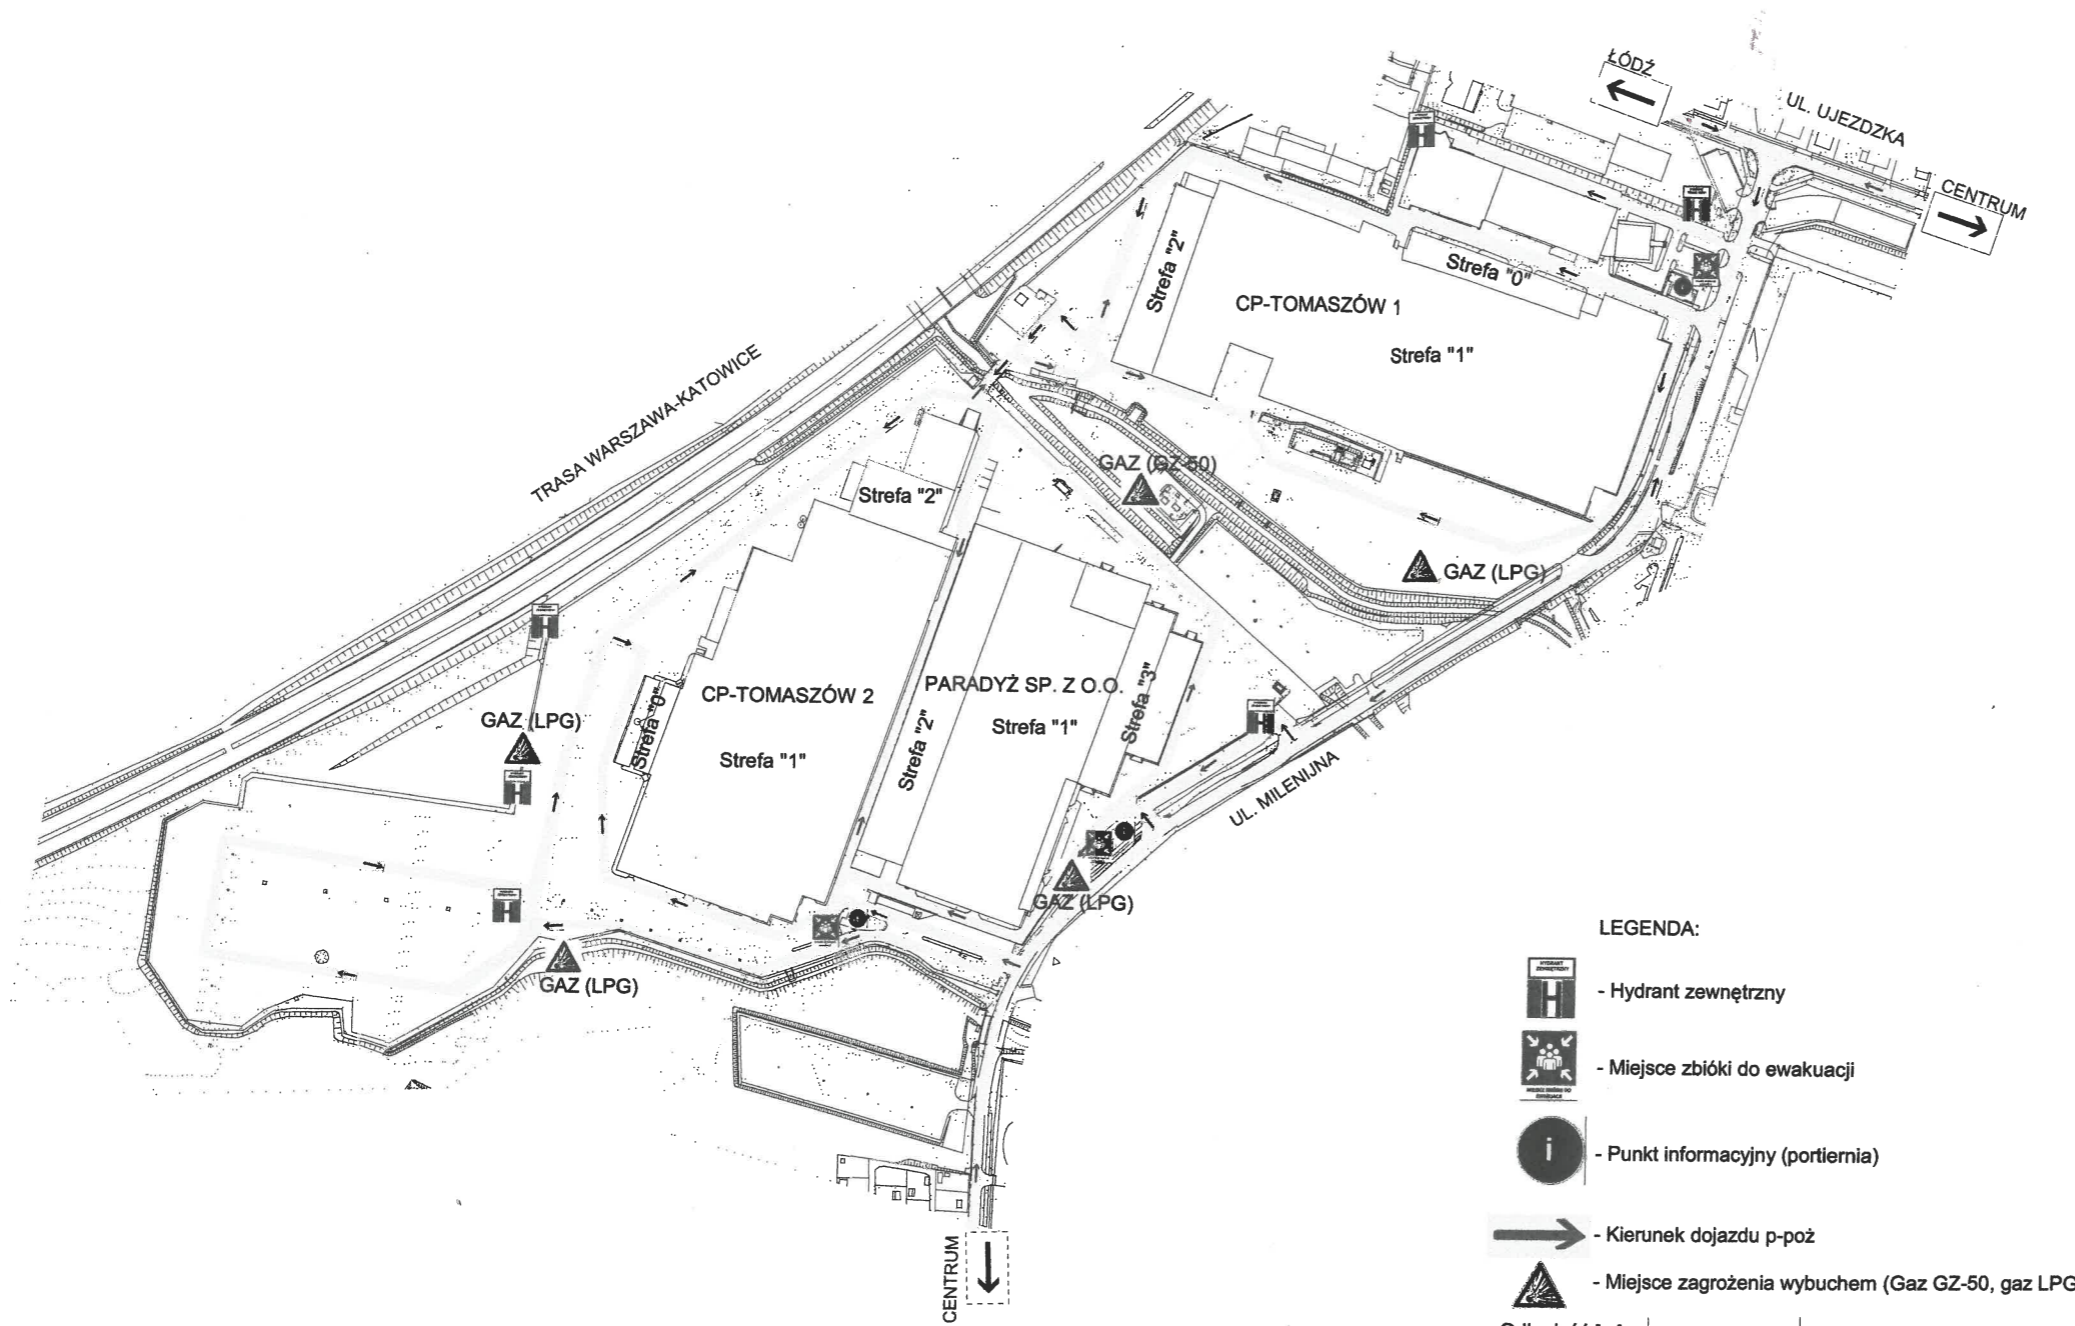 ŁÓDŹ
UL. UJEZDZKA
CENTRUM
Strefa "2"
Strefa "0"
CP-TOMASZÓW 1
Strefa "1"
TRASA WARSZAWA-KATOWICE
GAZ (GZ-50)
Strefa "2"
GAZ (LPG)
CP-TOMASZÓW 2
PARADYŻ SP. Z O.O.
Strefa "0"
Strefa "1"
Strefa "2"
Strefa "1"
Strefa "3"
GAZ (LPG)
UL. MILENIJNA
GAZ (LPG)
GAZ (LPG)
CENTRUM
LEGENDA:
HYDRANT
ZEWNĘTRZNY
H
- Hydrant zewnętrzny
- Miejsce zbióki do ewakuacji
i
- Punkt informacyjny (portiernia)
- Kierunek dojazdu p-poż
- Miejsce zagrożenia wybuchem (Gaz GZ-50, gaz LPG